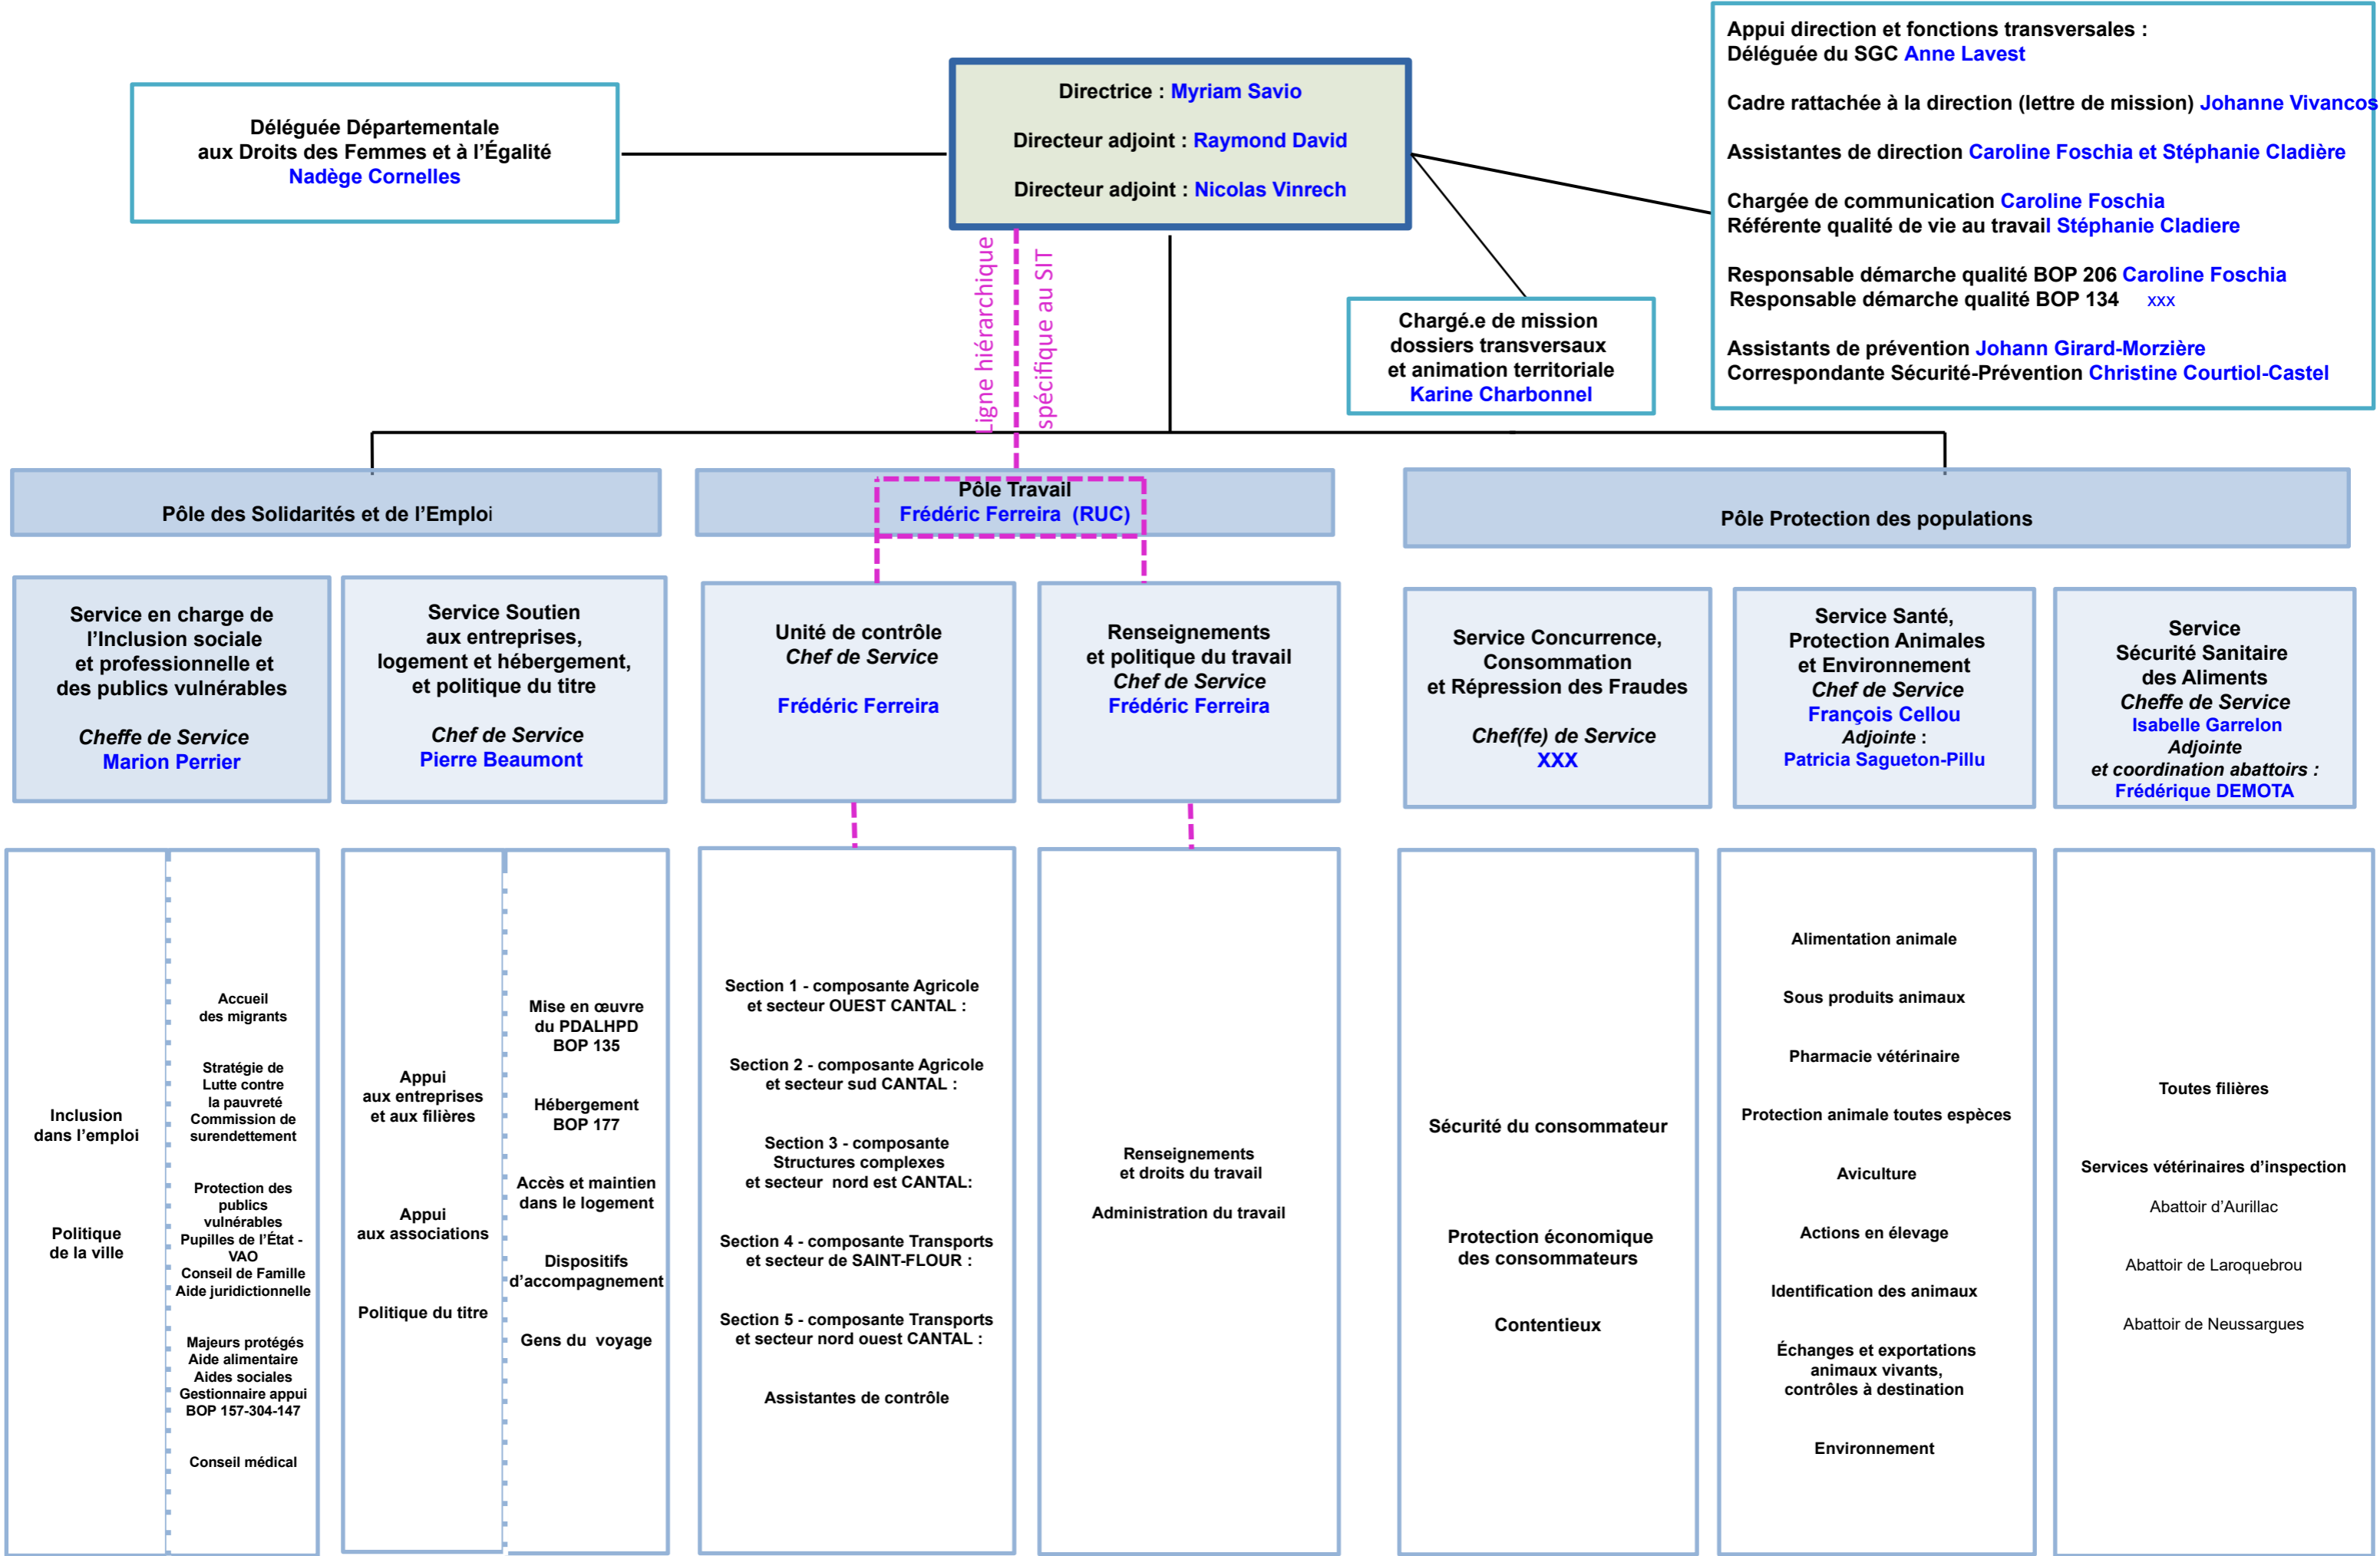 Appui direction et fonctions transversales :
Déléguée du SGC Anne Lavest
Cadre rattachée à la direction (lettre de mission) Johanne Vivancos
Assistantes de direction Caroline Foschia et Stéphanie Cladière
Chargée de communication Caroline Foschia
Référente qualité de vie au travail Stéphanie Cladiere
Responsable démarche qualité BOP 206 Caroline Foschia
Responsable démarche qualité BOP 134 xxx
Assistants de prévention Johann Girard-Morzière
Correspondante Sécurité-Prévention Christine Courtiol-Castel
Directrice : Myriam Savio
Directeur adjoint : Raymond David
Directeur adjoint : Nicolas Vinrech
Déléguée Départementale
aux Droits des Femmes et à l’Égalité
Nadège Cornelles
Ligne hiérarchique
spécifique au SIT
Chargé.e de mission
dossiers transversaux
et animation territoriale
Karine Charbonnel
Pôle des Solidarités et de l’Emploi
Pôle Travail
Frédéric Ferreira (RUC)
Pôle Protection des populations
Service en charge de
l’Inclusion sociale
et professionnelle et
des publics vulnérables
Cheffe de Service
Marion Perrier
Service Soutien
aux entreprises,
logement et hébergement,
et politique du titre
Chef de Service
Pierre Beaumont
Unité de contrôle
Chef de Service
Frédéric Ferreira
Renseignements
et politique du travail
Chef de Service
Frédéric Ferreira
Service Concurrence,
Consommation
et Répression des Fraudes
Chef(fe) de Service
XXX
Service Santé,
Protection Animales
et Environnement
Chef de Service
François Cellou
Adjointe :
Patricia Sagueton-Pillu
Service
Sécurité Sanitaire
des Aliments
Cheffe de Service
Isabelle Garrelon
Adjointe
et coordination abattoirs :
Frédérique DEMOTA
Inclusion
dans l’emploi
Politique
de la ville
Accueil
des migrants
Stratégie de
Lutte contre
la pauvreté
Commission de
surendettement
Protection des
publics
vulnérables
Pupilles de l’État -
VAO
Conseil de Famille
Aide juridictionnelle
Majeurs protégés
Aide alimentaire
Aides sociales
Gestionnaire appui
BOP 157-304-147
Conseil médical
Appui
aux entreprises
et aux filières
Appui
aux associations
Politique du titre
Mise en œuvre
du PDALHPD
BOP 135
Hébergement
BOP 177
Accès et maintien
dans le logement
Dispositifs
d’accompagnement
Gens du voyage
Section 1 - composante Agricole
et secteur OUEST CANTAL :
Section 2 - composante Agricole
et secteur sud CANTAL :
Section 3 - composante
Structures complexes
et secteur nord est CANTAL:
Section 4 - composante Transports
et secteur de SAINT-FLOUR :
Section 5 - composante Transports
et secteur nord ouest CANTAL :
Assistantes de contrôle
Renseignements
et droits du travail
Administration du travail
Sécurité du consommateur
Protection économique
des consommateurs
Contentieux
Alimentation animale
Sous produits animaux
Pharmacie vétérinaire
Protection animale toutes espèces
Aviculture
Actions en élevage
Identification des animaux
Échanges et exportations
animaux vivants,
contrôles à destination
Environnement
Toutes filières
Services vétérinaires d’inspection
Abattoir d’Aurillac
Abattoir de Laroquebrou
Abattoir de Neussargues